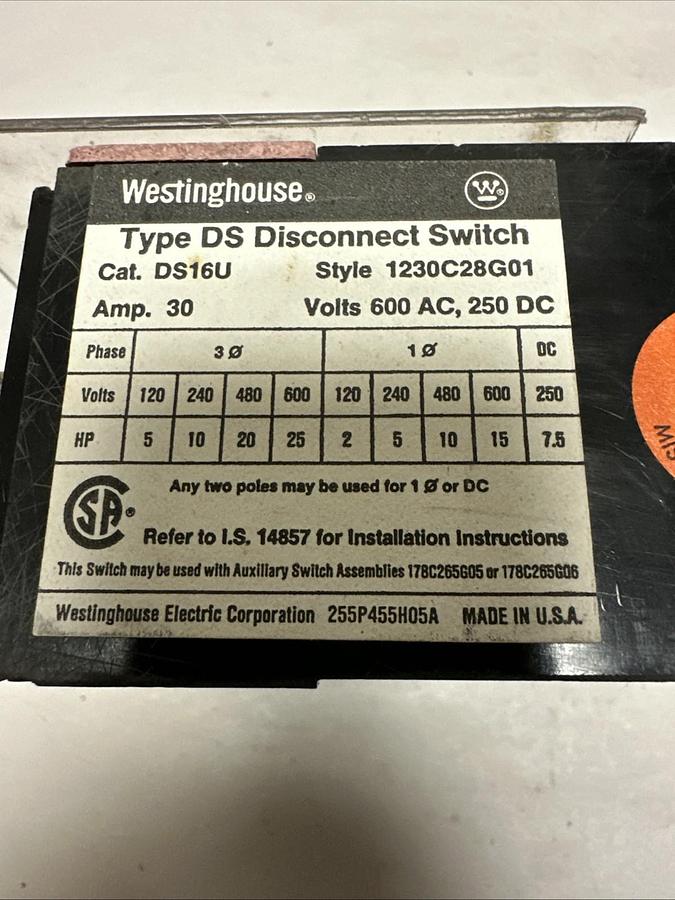 Westinghouse® W
Type DS Disconnect Switch
Cat. DS16U Style 1230C28G01
Amp. 30 Volts 600 AC, 250 DC
Phase 3 Ø 1 Ø DC
Volts 120 240 480 600 120 240 480 600 250
HP 5 10 20 25 2 5 10 15 7.5
Any two poles may be used for 1 Ø or DC
SA®
Refer to I.S. 14857 for Installation Instructions
This Switch may be used with Auxiliary Switch Assemblies 178C265G05 or 178C265G06
Westinghouse Electric Corporation 255P455H05A MADE IN U.S.A.